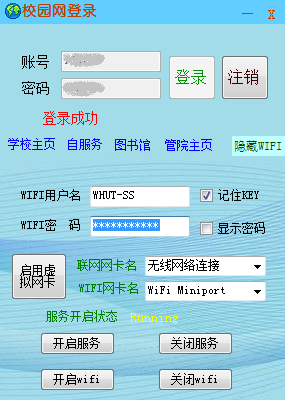 校园网登录
账号
密码
登录 注销
登录成功
学校主页 自服务 图书馆 管院主页 隐藏WIFI
WIFI用户名 WHUT-SS 记住KEY
WIFI密 码 *********** 显示密码
启用虚
拟网卡
联网网卡名 无线网络连接
WIFI网卡名 WiFi Miniport
服务开启状态 Running
开启服务 关闭服务
开启wifi 关闭wifi